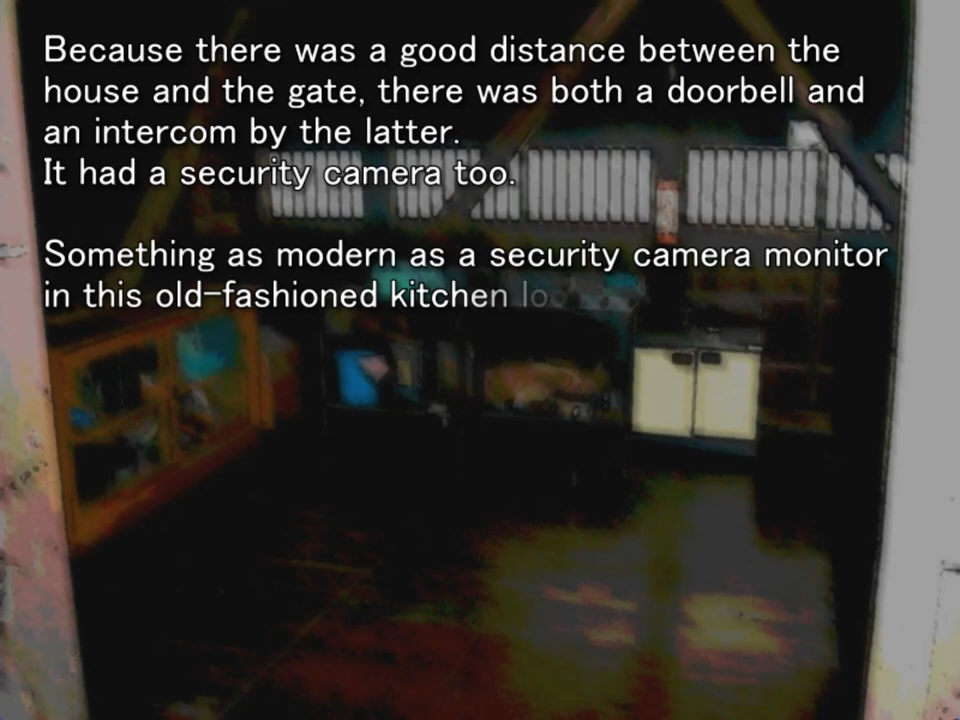 Because there was a good distance between the
house and the gate, there was both a doorbell and
an intercom by the latter.
It had a security camera too.
Something as modern as a security camera monitor
in this old-fashioned kitchen